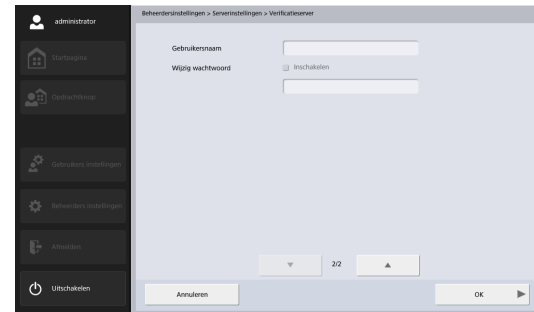 administrator
Startpagina
Opdrachtknop
Gebruikers instellingen
Beheerders instellingen
Afmelden
Uitschakelen
Beheerdersinstellingen > Serverinstellingen > Verificatieserver
Gebruikersnaam
Wijzig wachtwoord
Inschakelen
2/2
Annuleren
OK